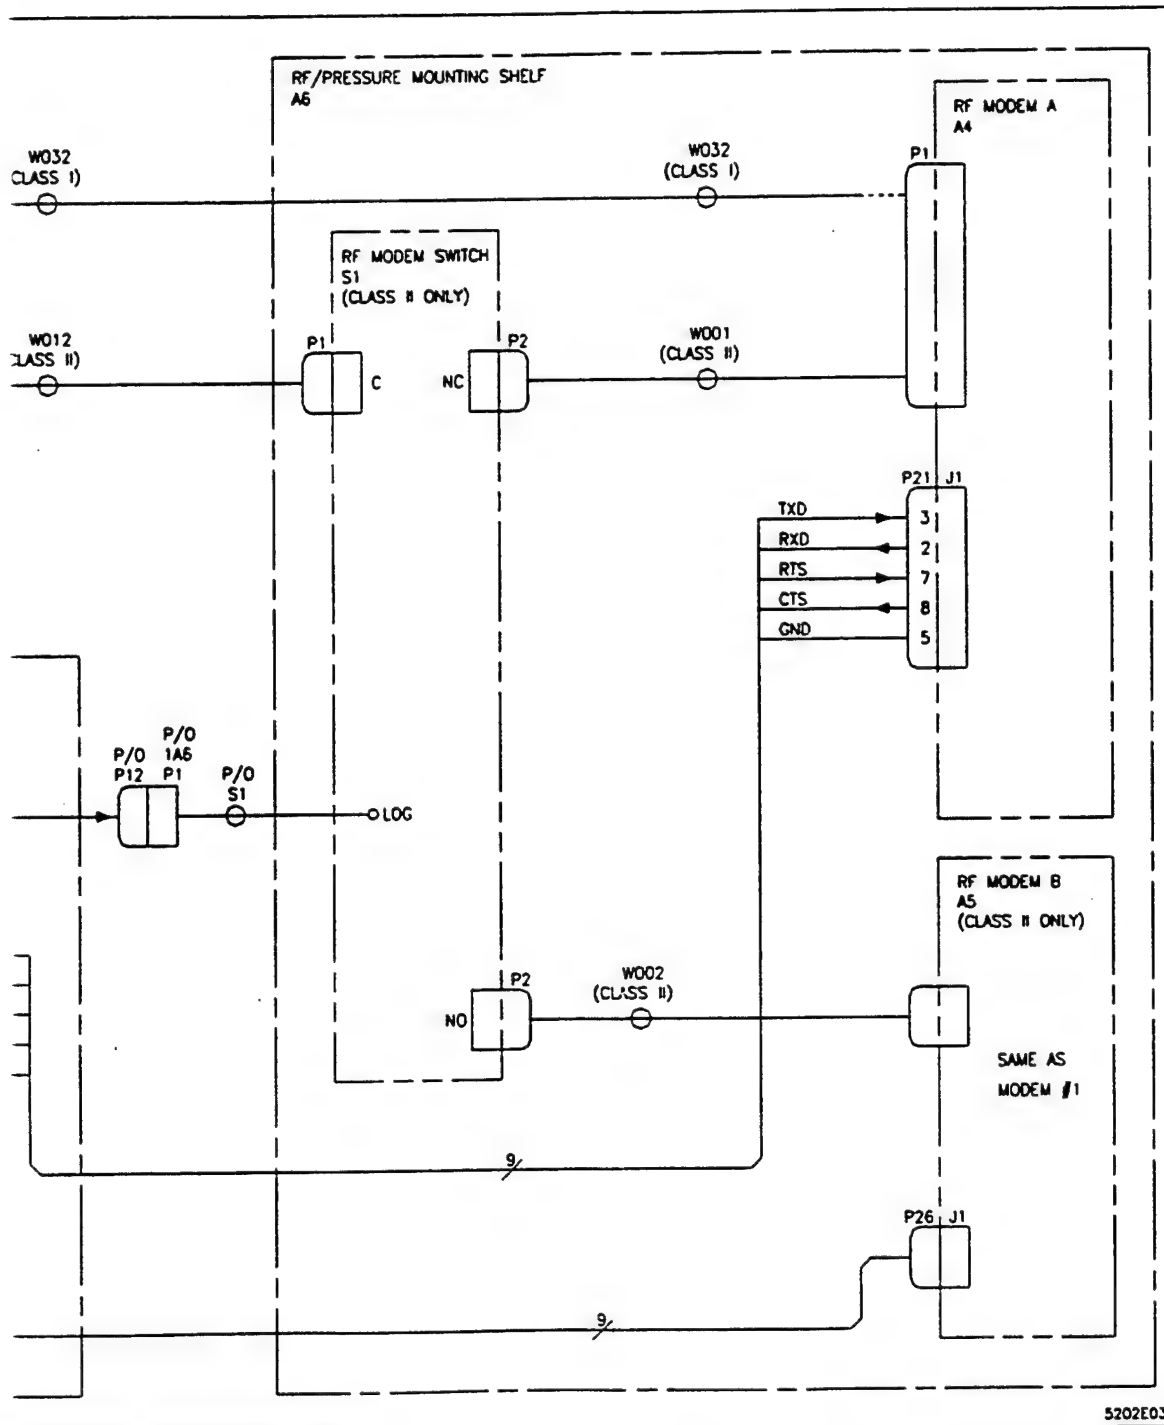 RF/PRESSURE MOUNTING SHELF
A6
RF MODEM A
A4
W032
CLASS I)
W032
(CLASS I)
P1
RF MODEM SWITCH
S1
(CLASS II ONLY)
W012
CLASS II)
P1
C
NC
P2
W001
(CLASS II)
P21
J1
TXD
3
RXD
2
RTS
7
CTS
8
GND
5
P/O
P12
P/O
1A6
P1
P/O
S1
LOG
RF MODEM B
A5
(CLASS II ONLY)
NO
P2
W002
(CLASS II)
SAME AS
MODEM #1
9
P26
J1
9
5202E03